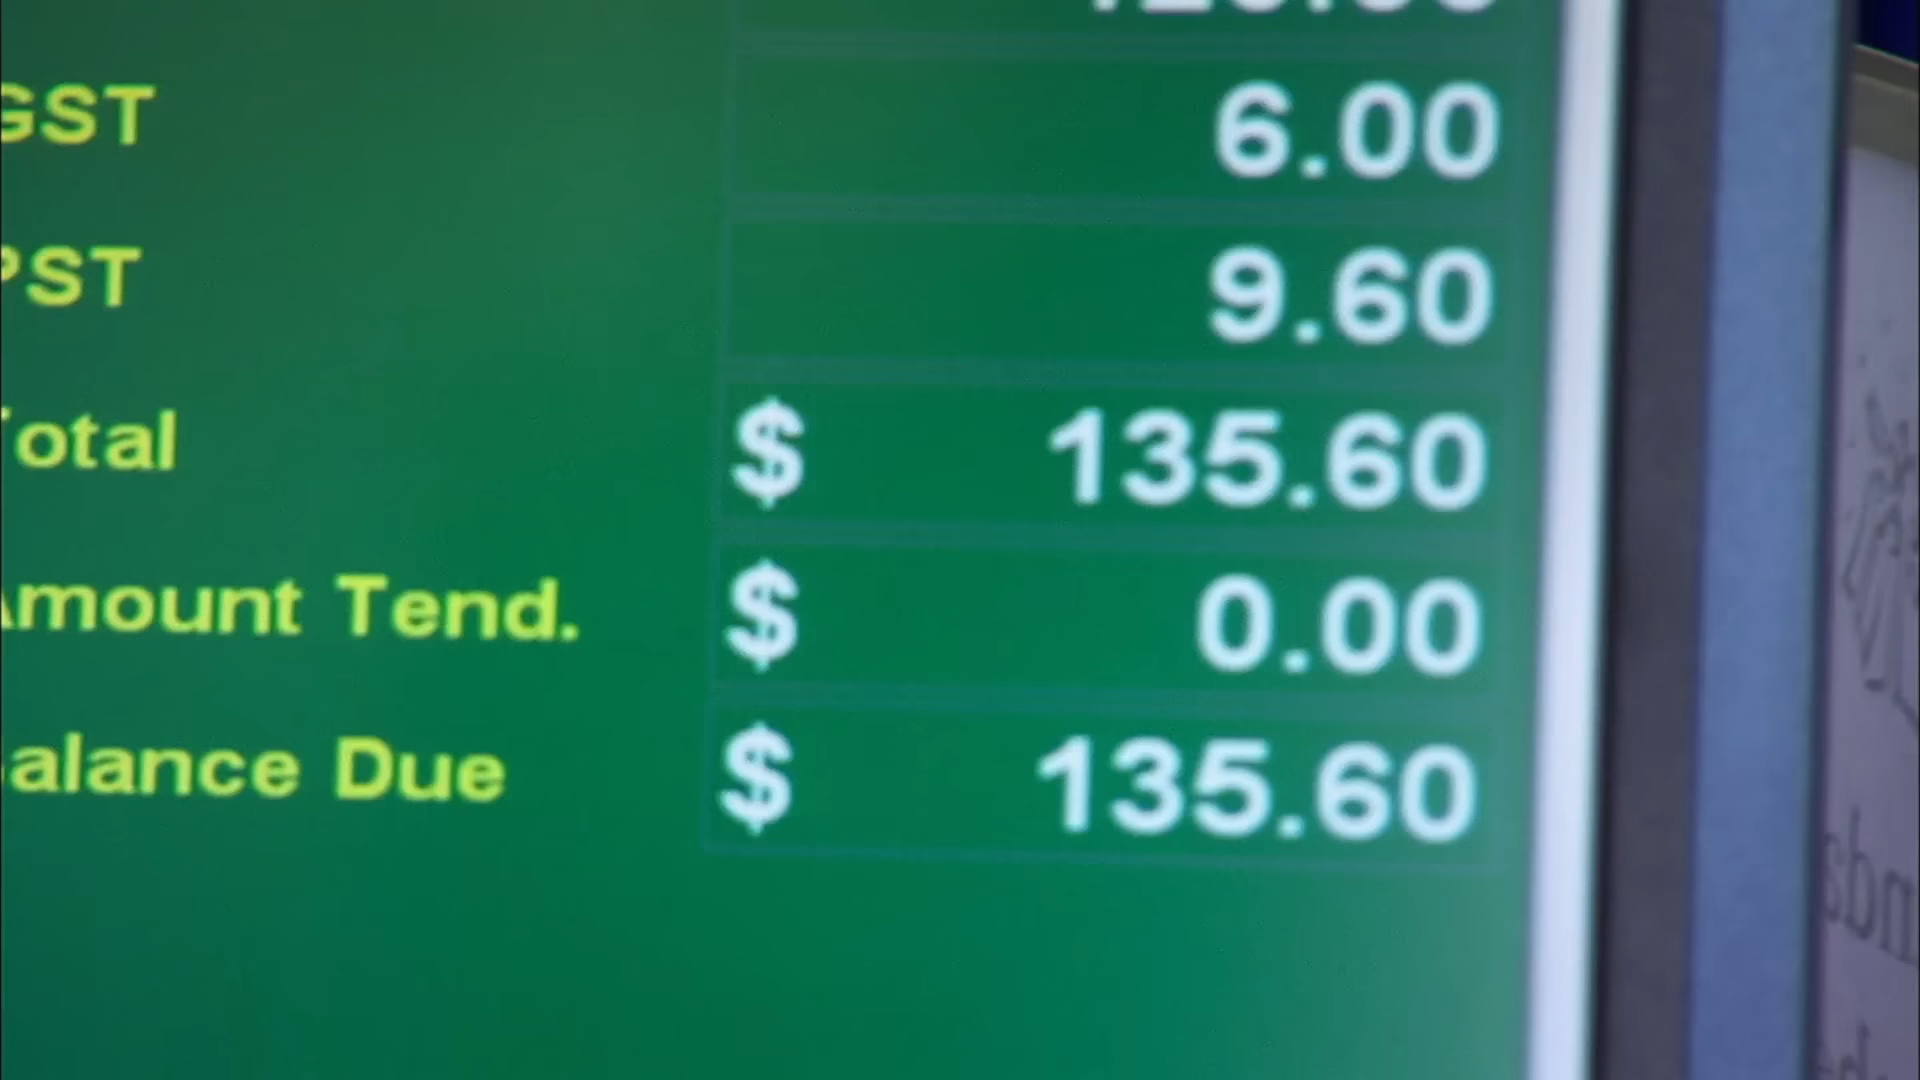 GST 6.00
PST 9.60
Total $ 135.60
Amount Tend. $ 0.00
Balance Due $ 135.60